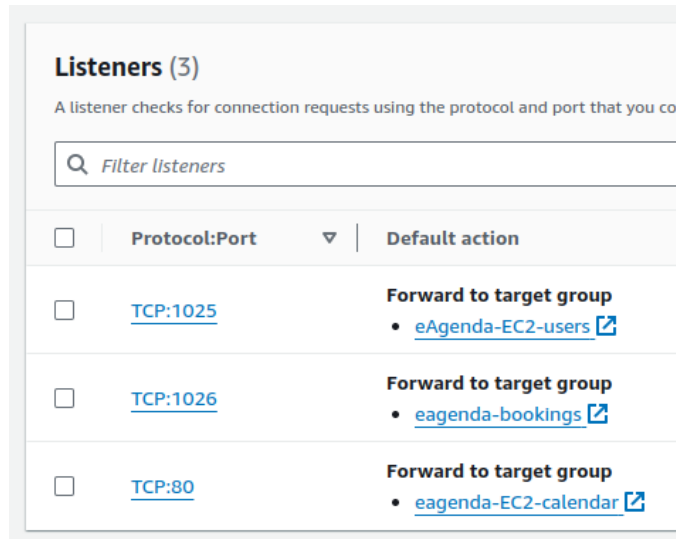 Listeners (3)
A listener checks for connection requests using the protocol and port that you co
Filter listeners
Protocol:Port
Default action
TCP:1025
Forward to target group
eAgenda-EC2-users
TCP:1026
Forward to target group
eagenda-bookings
TCP:80
Forward to target group
eagenda-EC2-calendar